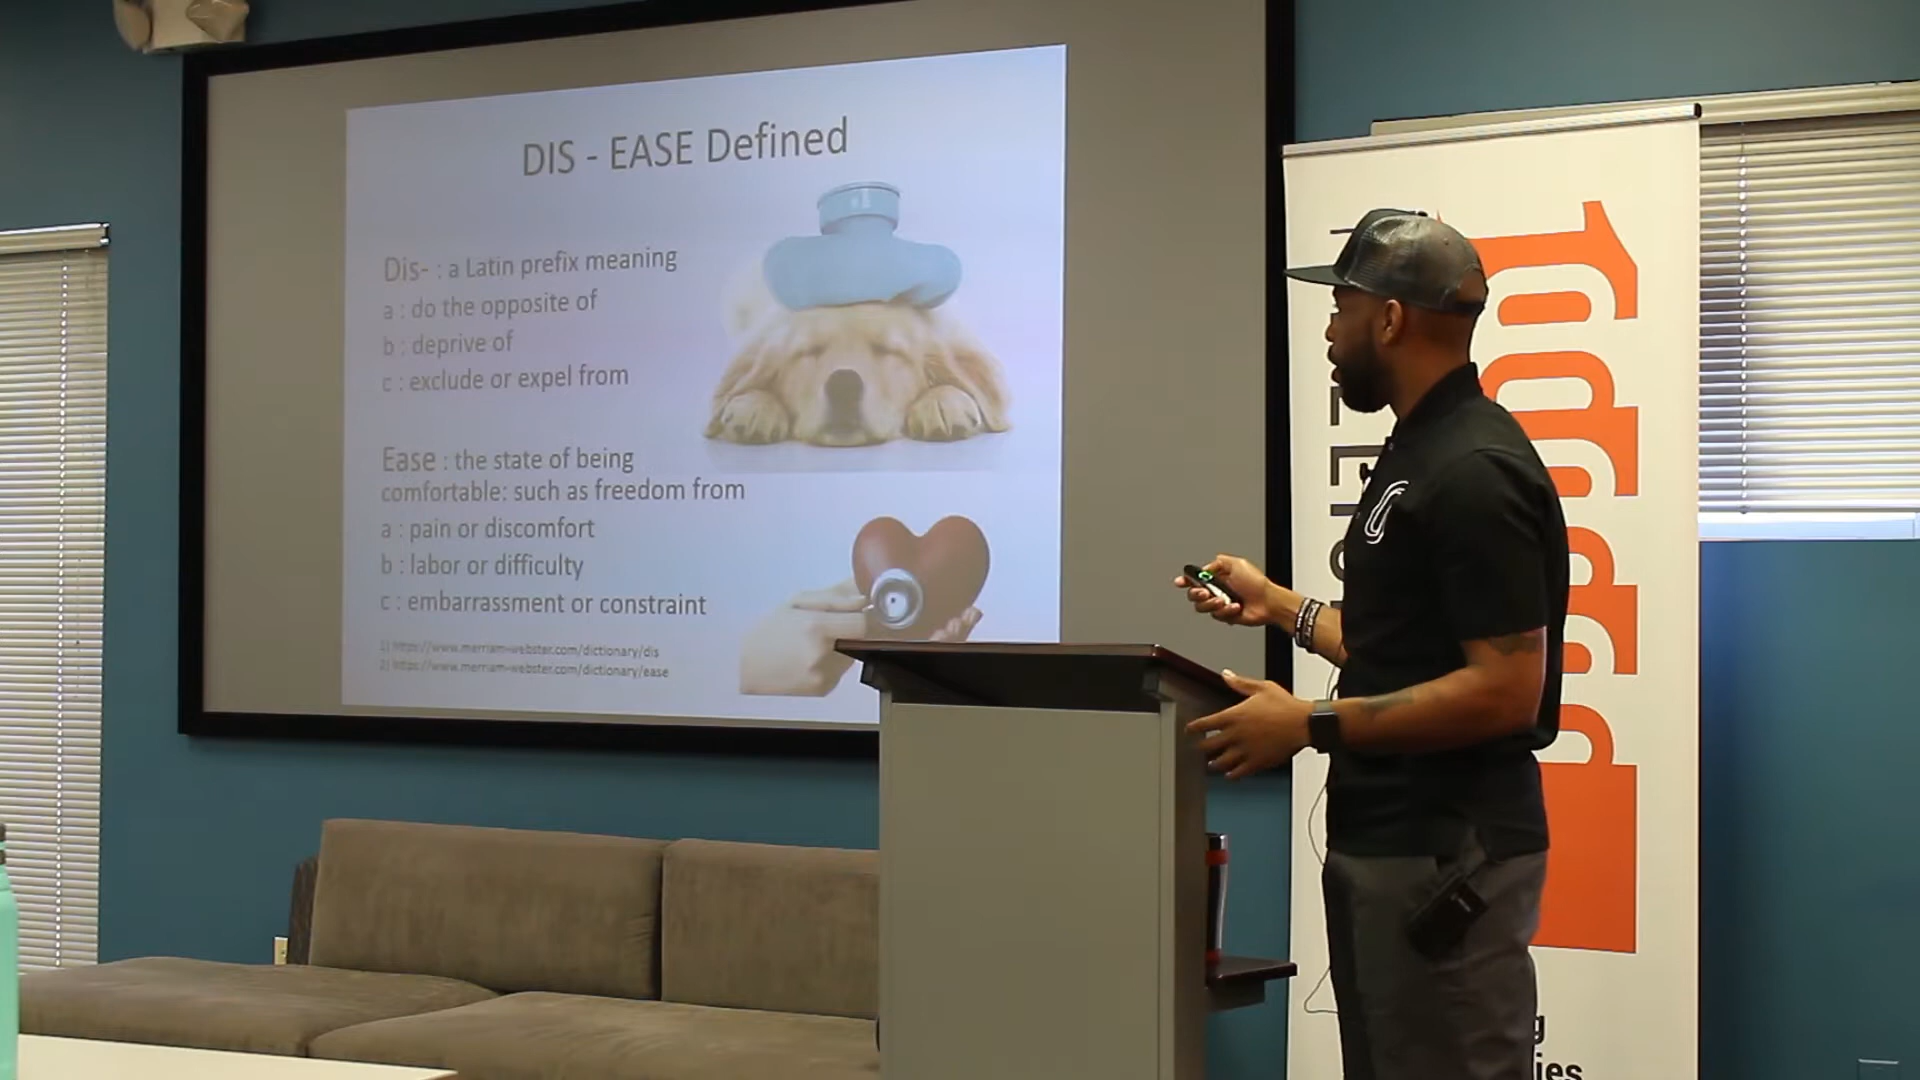 DIS - EASE Defined
Dis- : a Latin prefix meaning
a : do the opposite of
b : deprive of
c : exclude or expel from
Ease : the state of being
comfortable: such as freedom from
a : pain or discomfort
b : labor or difficulty
c : embarrassment or constraint
1) https://www.merriam-webster.com/dictionary/dis
2) https://www.merriam-webster.com/dictionary/ease